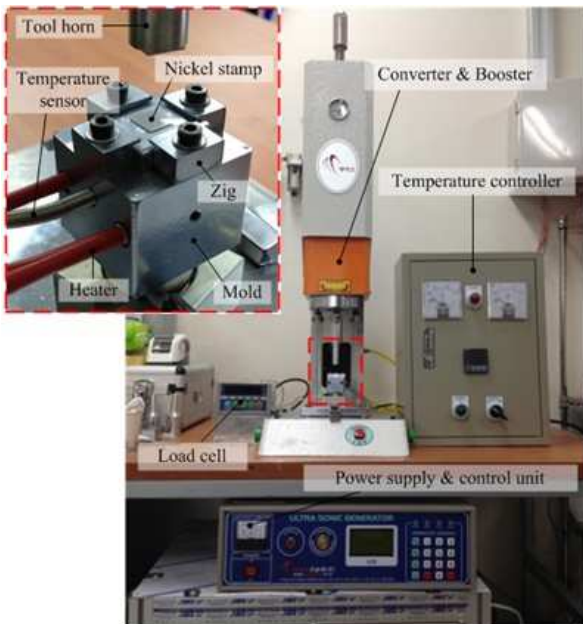 Tool horn
Nickel stamp
Temperature
sensor
Zig
Heater
Mold
Converter & Booster
Temperature controller
Load cell
Power supply & control unit
ULTRA SONIC GENERATOR